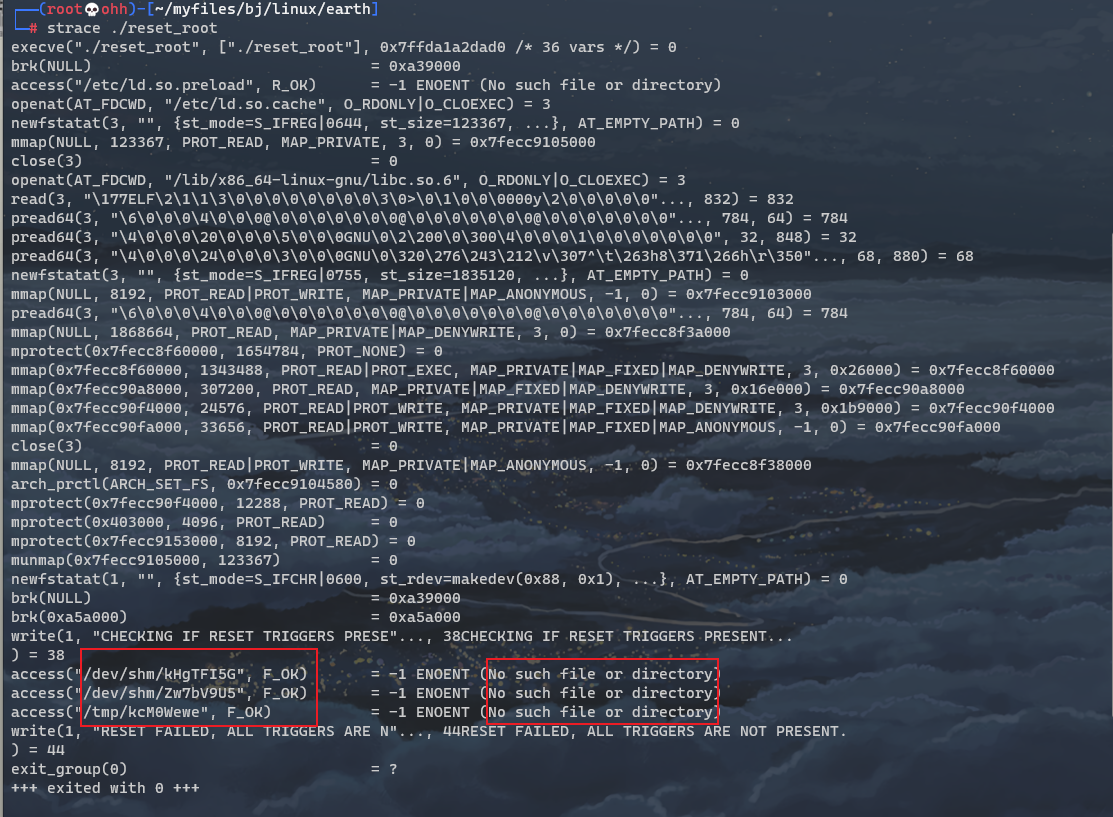 ┌──(root💀ohh)-[~/myfiles/bj/linux/earth]
└─# strace ./reset_root
execve("./reset_root", ["./reset_root"], 0x7ffda1a2dad0 /* 36 vars */) = 0
brk(NULL)                               = 0xa39000
access("/etc/ld.so.preload", R_OK)      = -1 ENOENT (No such file or directory)
openat(AT_FDCWD, "/etc/ld.so.cache", O_RDONLY|O_CLOEXEC) = 3
newfstatat(3, "", {st_mode=S_IFREG|0644, st_size=123367, ...}, AT_EMPTY_PATH) = 0
mmap(NULL, 123367, PROT_READ, MAP_PRIVATE, 3, 0) = 0x7fecc9105000
close(3)                                = 0
openat(AT_FDCWD, "/lib/x86_64-linux-gnu/libc.so.6", O_RDONLY|O_CLOEXEC) = 3
read(3, "\177ELF\2\1\1\3\0\0\0\0\0\0\0\0\3\0>\0\1\0\0\0000y\2\0\0\0\0\0"..., 832) = 832
pread64(3, "\6\0\0\0\4\0\0\0@\0\0\0\0\0\0\0@\0\0\0\0\0\0\0@\0\0\0\0\0\0\0"..., 784, 64) = 784
pread64(3, "\4\0\0\0\20\0\0\0\5\0\0\0GNU\0\2\200\0\300\4\0\0\0\1\0\0\0\0\0\0\0", 32, 848) = 32
pread64(3, "\4\0\0\0\24\0\0\0\3\0\0\0GNU\0\320\276\243\212\v\307^\t\263h8\371\266h\r\350"..., 68, 880) = 68
newfstatat(3, "", {st_mode=S_IFREG|0755, st_size=1835120, ...}, AT_EMPTY_PATH) = 0
mmap(NULL, 8192, PROT_READ|PROT_WRITE, MAP_PRIVATE|MAP_ANONYMOUS, -1, 0) = 0x7fecc9103000
pread64(3, "\6\0\0\0\4\0\0\0@\0\0\0\0\0\0\0@\0\0\0\0\0\0\0@\0\0\0\0\0\0\0"..., 784, 64) = 784
mmap(NULL, 1868664, PROT_READ, MAP_PRIVATE|MAP_DENYWRITE, 3, 0) = 0x7fecc8f3a000
mprotect(0x7fecc8f60000, 1654784, PROT_NONE) = 0
mmap(0x7fecc8f60000, 1343488, PROT_READ|PROT_EXEC, MAP_PRIVATE|MAP_FIXED|MAP_DENYWRITE, 3, 0x26000) = 0x7fecc8f60000
mmap(0x7fecc90a8000, 307200, PROT_READ, MAP_PRIVATE|MAP_FIXED|MAP_DENYWRITE, 3, 0x16e000) = 0x7fecc90a8000
mmap(0x7fecc90f4000, 24576, PROT_READ|PROT_WRITE, MAP_PRIVATE|MAP_FIXED|MAP_DENYWRITE, 3, 0x1b9000) = 0x7fecc90f4000
mmap(0x7fecc90fa000, 33656, PROT_READ|PROT_WRITE, MAP_PRIVATE|MAP_FIXED|MAP_ANONYMOUS, -1, 0) = 0x7fecc90fa000
close(3)                                = 0
mmap(NULL, 8192, PROT_READ|PROT_WRITE, MAP_PRIVATE|MAP_ANONYMOUS, -1, 0) = 0x7fecc8f38000
arch_prctl(ARCH_SET_FS, 0x7fecc9104580) = 0
mprotect(0x7fecc90f4000, 12288, PROT_READ) = 0
mprotect(0x403000, 4096, PROT_READ)     = 0
mprotect(0x7fecc9153000, 8192, PROT_READ) = 0
munmap(0x7fecc9105000, 123367)          = 0
newfstatat(1, "", {st_mode=S_IFCHR|0600, st_rdev=makedev(0x88, 0x1), ...}, AT_EMPTY_PATH) = 0
brk(NULL)                               = 0xa39000
brk(0xa5a000)                           = 0xa5a000
write(1, "CHECKING IF RESET TRIGGERS PRESE"..., 38CHECKING IF RESET TRIGGERS PRESENT...
) = 38
access("/dev/shm/kHgTFI5G", F_OK)       = -1 ENOENT (No such file or directory)
access("/dev/shm/Zw7bV9U5", F_OK)       = -1 ENOENT (No such file or directory)
access("/tmp/kcM0Wewe", F_OK)           = -1 ENOENT (No such file or directory)
write(1, "RESET FAILED, ALL TRIGGERS ARE N"..., 44RESET FAILED, ALL TRIGGERS ARE NOT PRESENT.
) = 44
exit_group(0)                           = ?
+++ exited with 0 +++